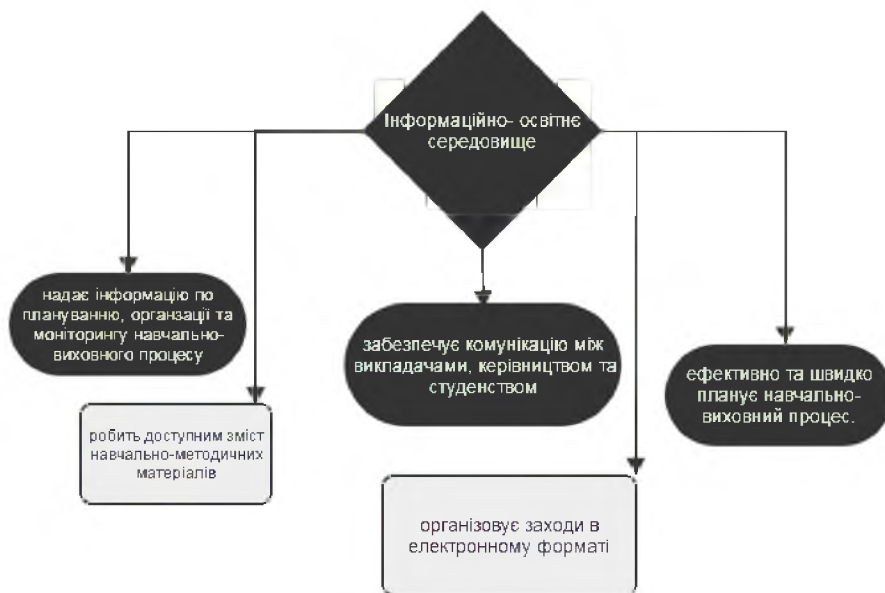 Інформаційно- освітнє
середовище
надає інформацію по
плануванню, органзації та
моніторингу навчально-
виховного процесу
робить доступним зміст
навчально-методичних
матеріалів
забезпечує комунікацію між
викладачами, керівництвом та
студенством
організовує заходи в
електронному форматі
ефективно та швидко
планує навчально-
виховний процес.